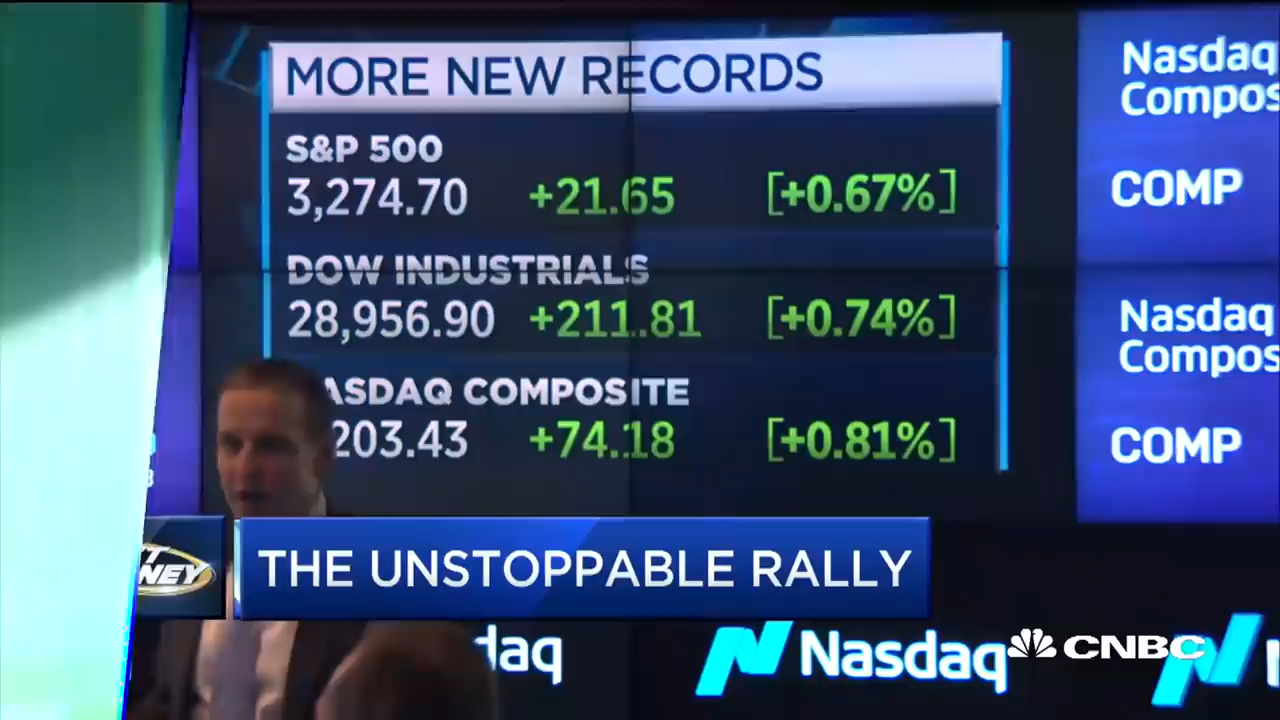 MORE NEW RECORDS
S&P 500
3,274.70 +21.65 [+0.67%]
DOW INDUSTRIALS
28,956.90 +211.81 [+0.74%]
ASDAQ COMPOSITE
203.43 +74.18 [+0.81%]
Nasdaq
Compos
COMP
Nasdaq
Compos
COMP
THE UNSTOPPABLE RALLY
NEY
daq
Nasdaq
CNBC